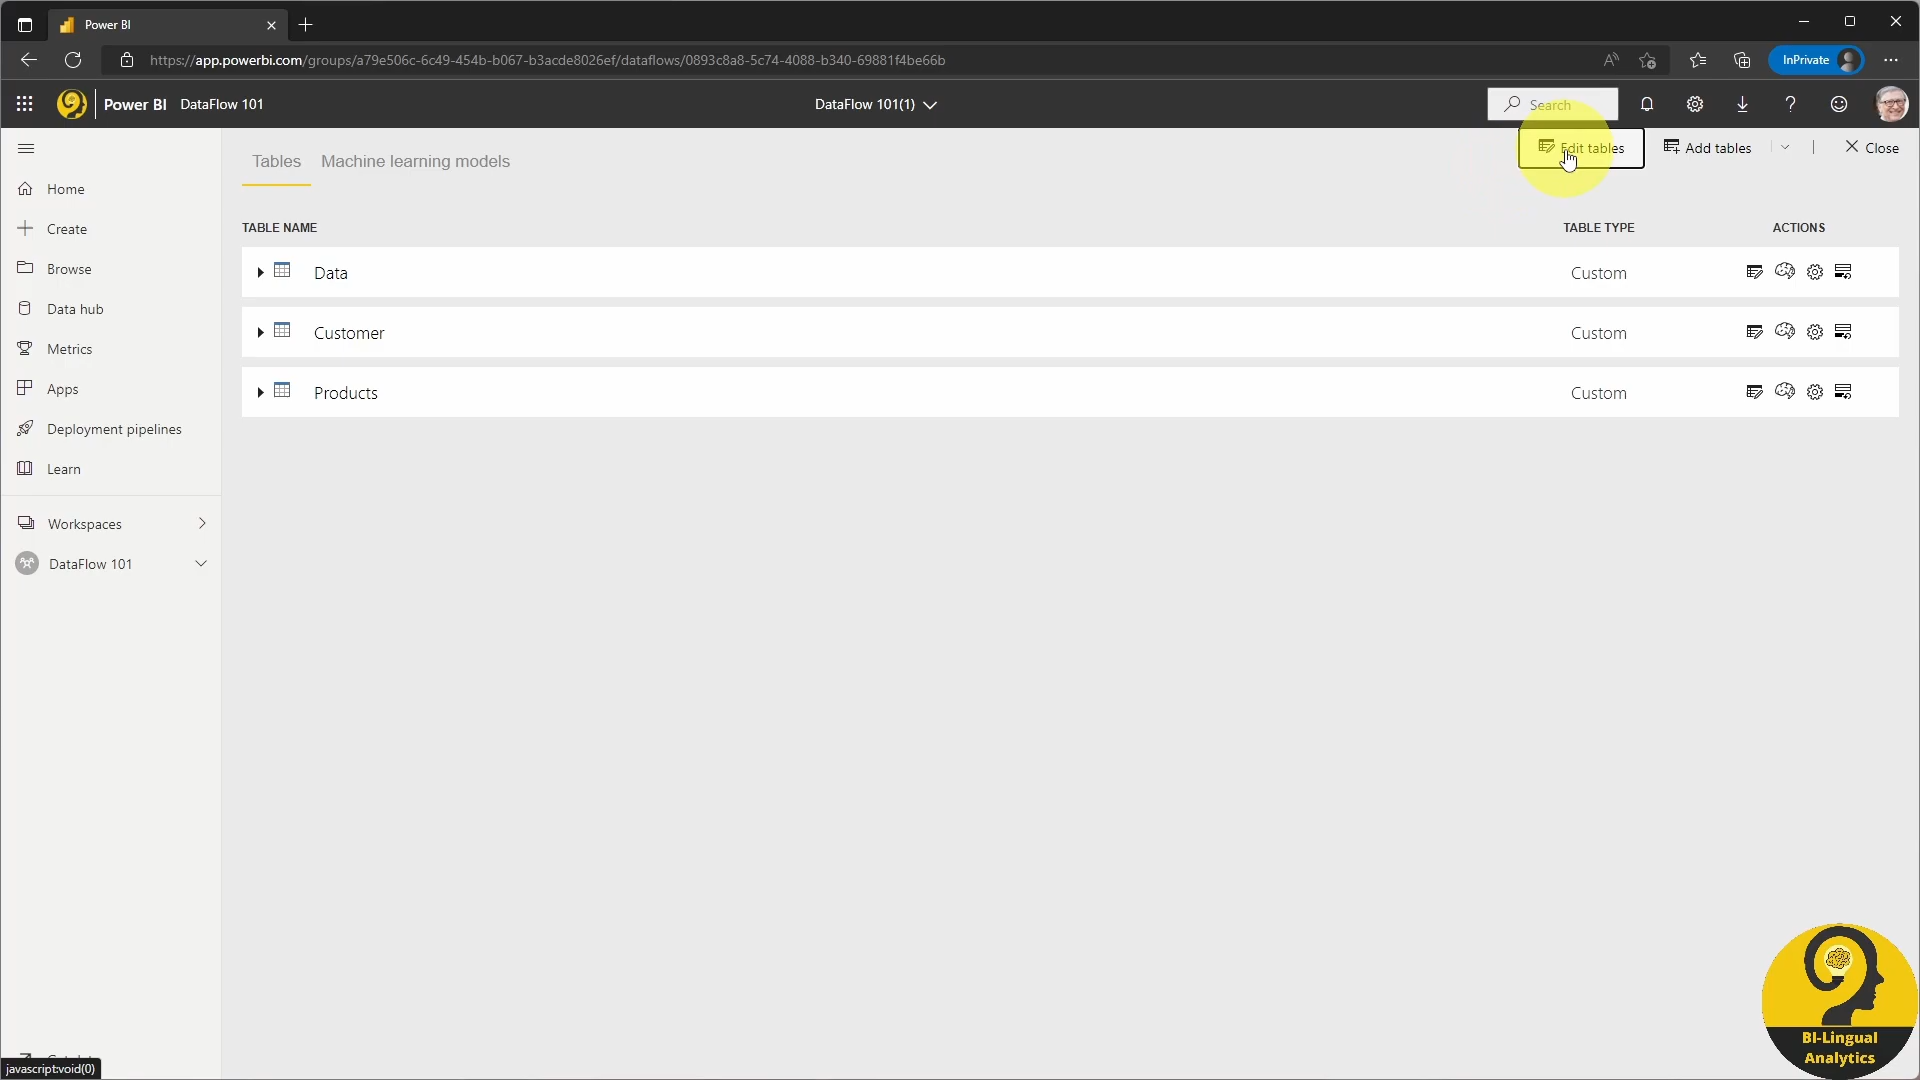 Power BI
https://app.powerbi.com/groups/a79e506c-6c49-454b-b067-b3acde8026ef/dataflows/0893c8a8-5c74-4088-b340-69881f4be66b
InPrivate
Power BI DataFlow 101
DataFlow 101(1)
Search
Tables Machine learning models
Edit tables
Add tables
Close
Home
Create
Browse
Data hub
Metrics
Apps
Deployment pipelines
Learn
Workspaces
DataFlow 101
TABLE NAME TABLE TYPE ACTIONS
Data Custom
Customer Custom
Products Custom
javascript:void(0)
BI-Lingual
Analytics